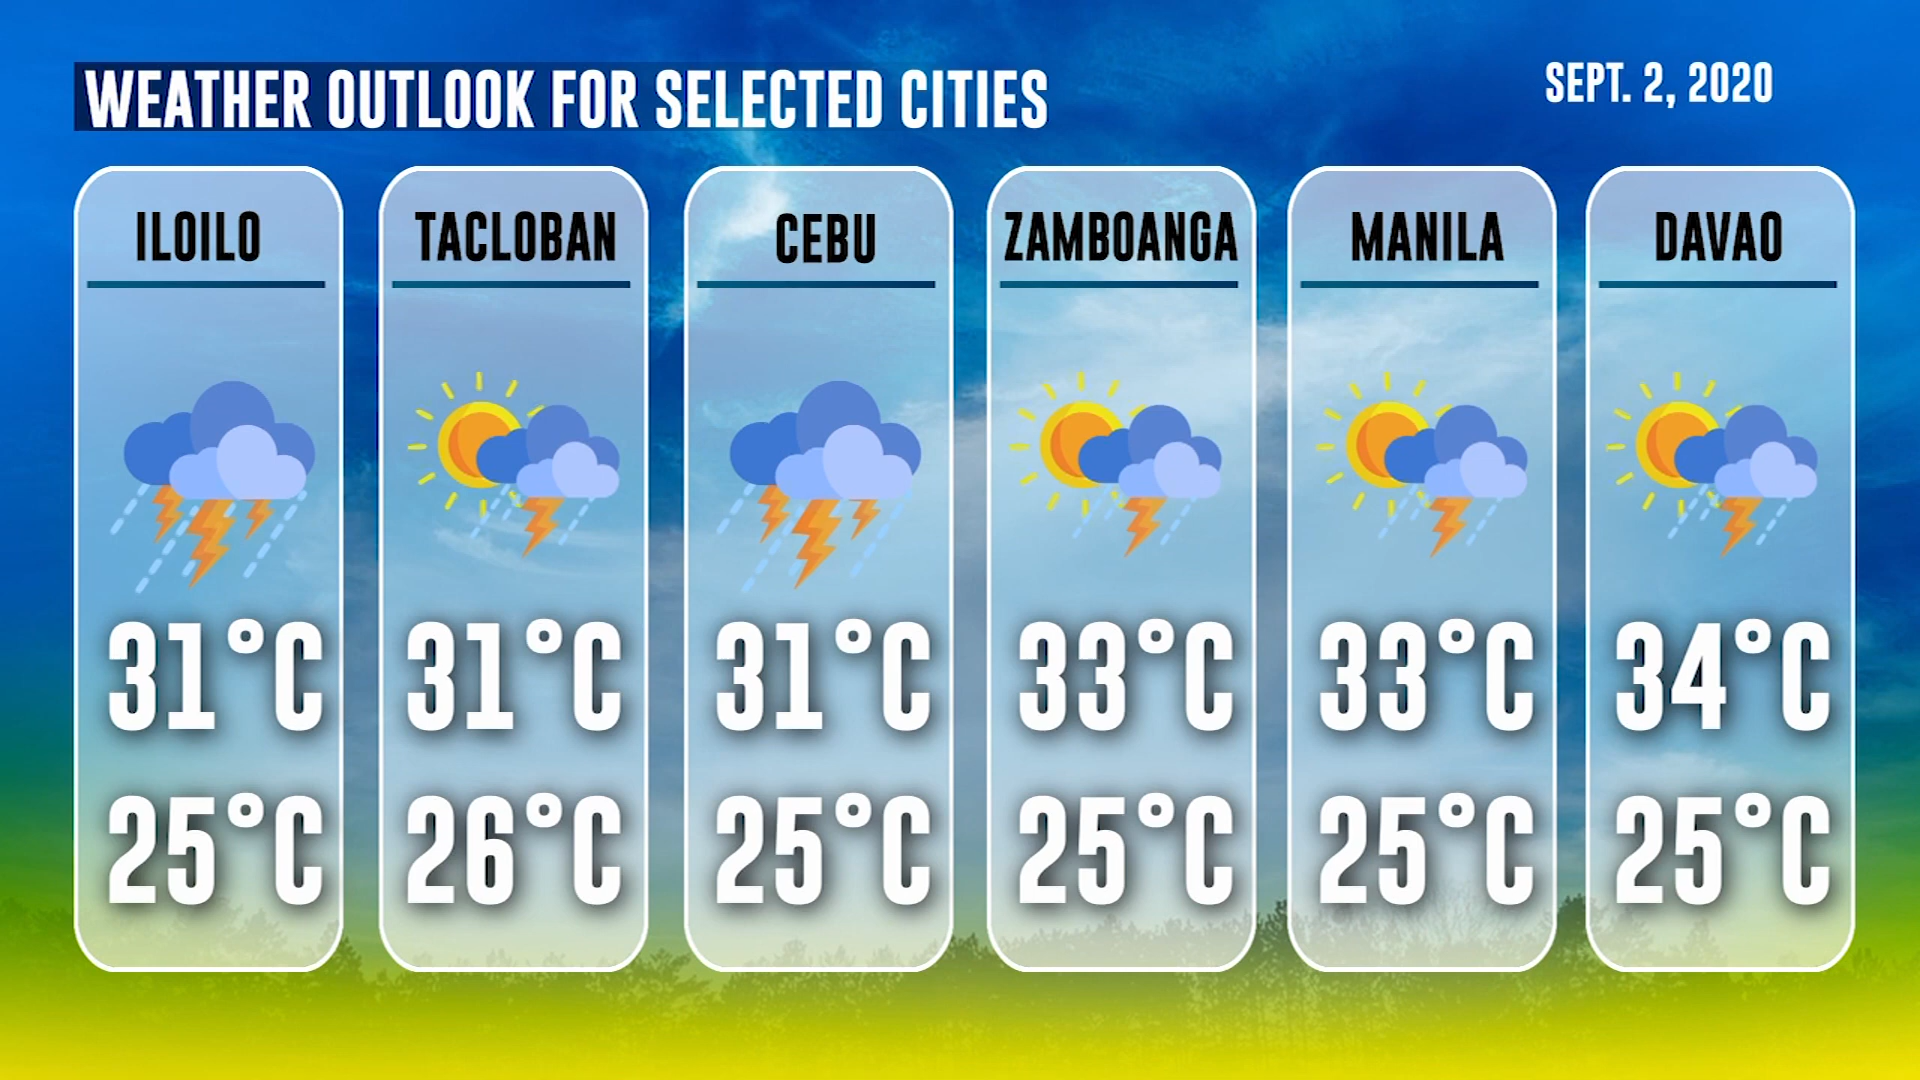 WEATHER OUTLOOK FOR SELECTED CITIES
SEPT. 2, 2020
ILOILO
31°C
25°C
TACLOBAN
31°C
26°C
CEBU
31°C
25°C
ZAMBOANGA
33°C
25°C
MANILA
33°C
25°C
DAVAO
34°C
25°C